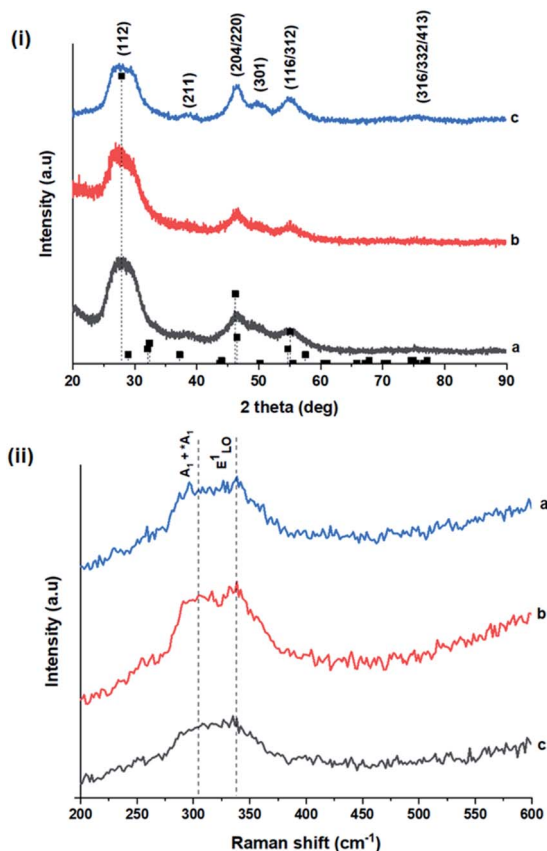 (i)
(112)
(211)
(204/220)
(301)
(116/312)
(316/332/413)
c
b
a
Intensity (a.u)
20 30 40 50 60 70 80 90
2 theta (deg)
(ii)
A₁ + *A₁
E¹LO
a
b
c
Intensity (a.u)
200 250 300 350 400 450 500 550 600
Raman shift (cm⁻¹)